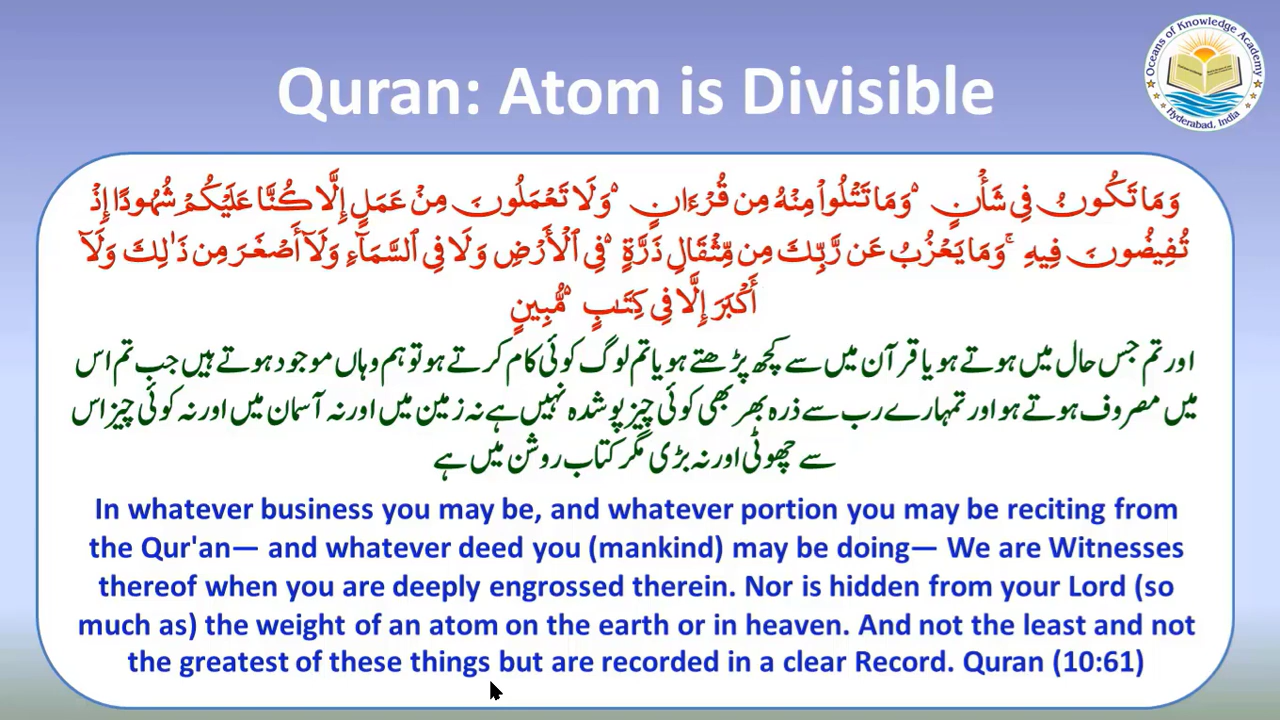 Quran: Atom is Divisible
Oceans of Knowledge Academy
Hyderabad, India
وَمَا تَكُونُ فِى شَأْنٍ ۢ وَمَا تَتْلُوا۟ مِنْهُ مِن قُرْءَانٍ ۢ وَلَا تَعْمَلُونَ مِنْ عَمَلٍ إِلَّا كُنَّا عَلَيْكُمْ شُهُودًا إِذْ
تُفِيضُونَ فِيهِ ۚ وَمَا يَعْزُبُ عَن رَّبِّكَ مِن مِّثْقَالِ ذَرَّةٍ ۢ فِى ٱلْأَرْضِ وَلَا فِى ٱلسَّمَآءِ وَلَآ أَصْغَرَ مِن ذَٰلِكَ وَلَآ
أَكْبَرَ إِلَّا فِى كِتَـٰبٍ ۢ مُّبِينٍ
اور تم جس حال میں ہوتے ہو یا قرآن میں سے کچھ پڑھتے ہو یا تم لوگ کوئی کام کرتے ہو تو ہم وہاں موجود ہوتے ہیں جب تم اس
میں مصروف ہوتے ہو اور تمہارے رب سے ذرہ بھر بھی کوئی چیز پوشدہ نہیں ہے نہ زمین میں اور نہ آسمان میں اور نہ کوئی چیز اس
سے چھوٹی اور نہ بڑی مگر کتاب روشن میں ہے
In whatever business you may be, and whatever portion you may be reciting from
the Qur'an— and whatever deed you (mankind) may be doing— We are Witnesses
thereof when you are deeply engrossed therein. Nor is hidden from your Lord (so
much as) the weight of an atom on the earth or in heaven. And not the least and not
the greatest of these things but are recorded in a clear Record. Quran (10:61)